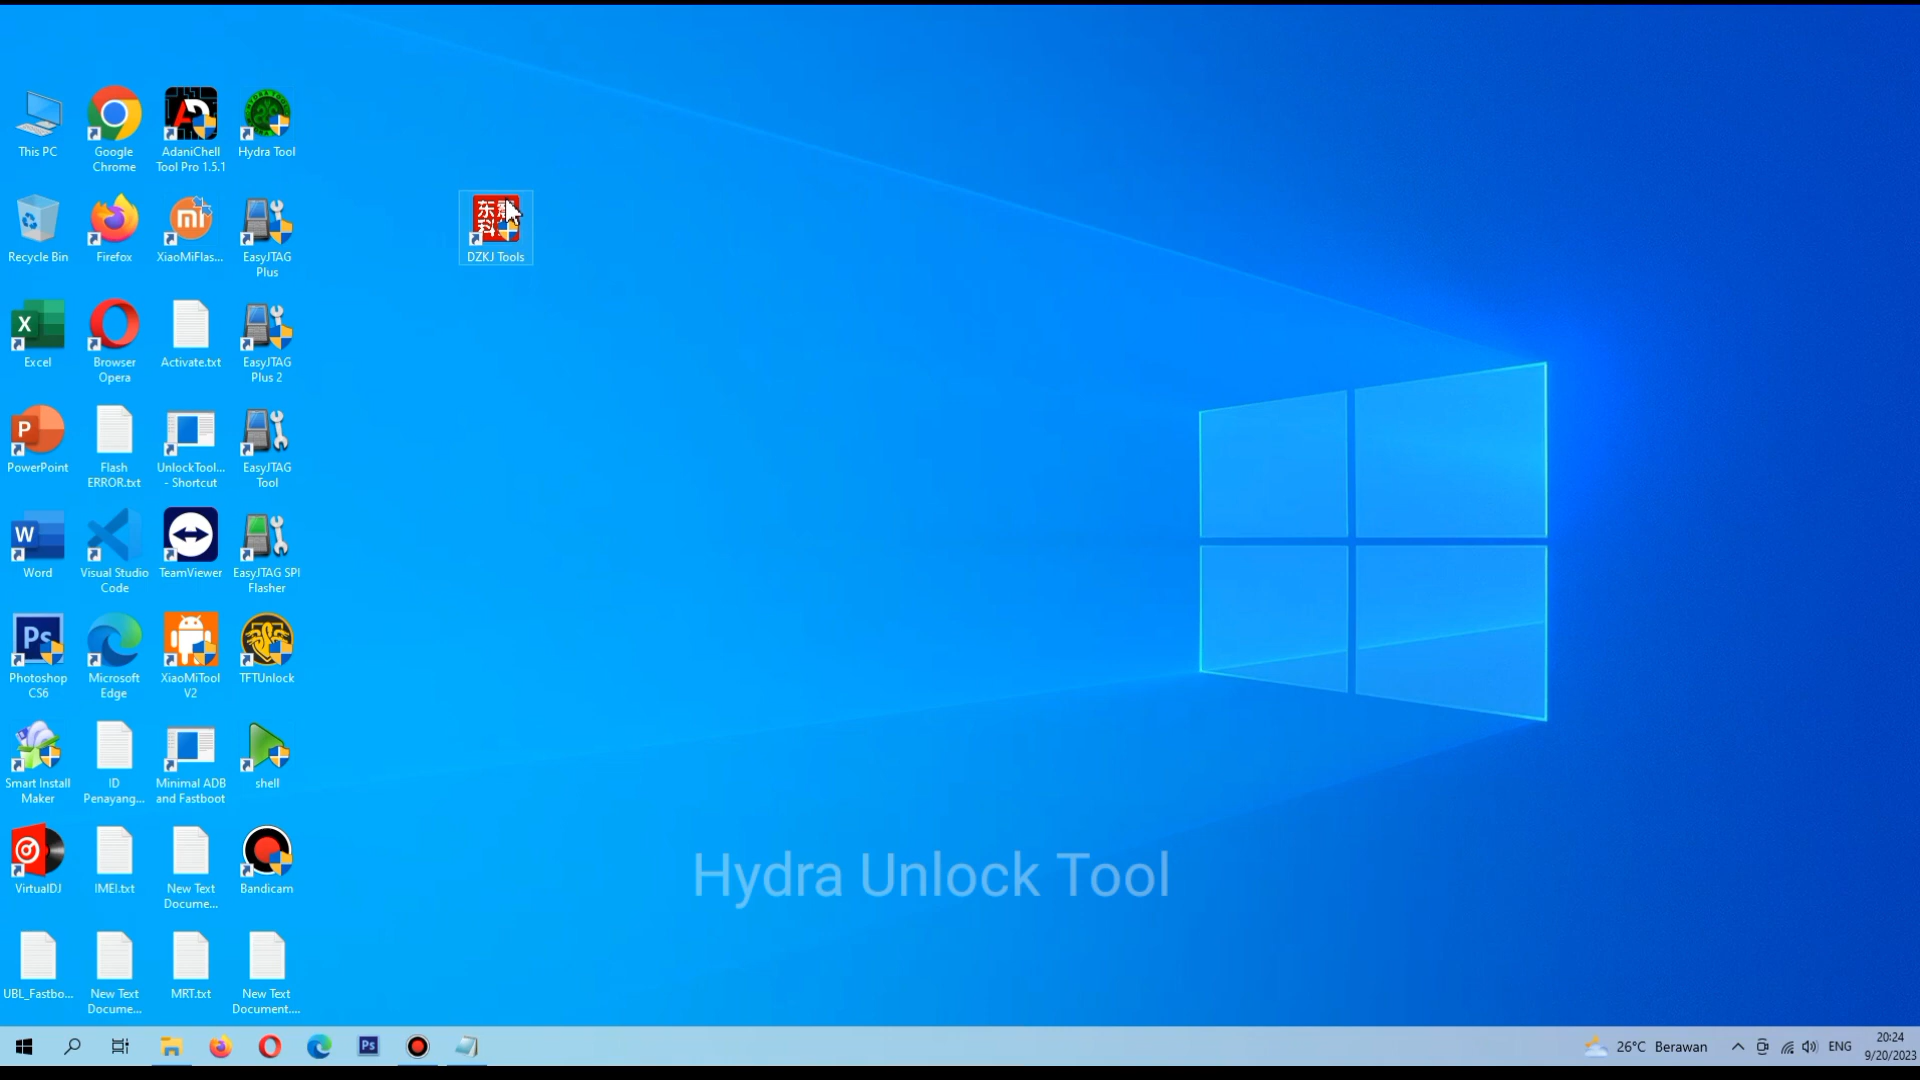 This PC
Google
Chrome
AdaniChell
Tool Pro 1.5.1
Hydra Tool
Recycle Bin
Firefox
XiaoMiFlas...
EasyJTAG
Plus
东震
科
DZKJ Tools
Excel
Browser
Opera
Activate.txt
EasyJTAG
Plus 2
PowerPoint
Flash
ERROR.txt
UnlockTool...
- Shortcut
EasyJTAG
Tool
Word
Visual Studio
Code
TeamViewer
EasyJTAG SPI
Flasher
Photoshop
CS6
Microsoft
Edge
XiaoMiTool
V2
TFTUnlock
Smart Install
Maker
ID
Penayang...
Minimal ADB
and Fastboot
shell
VirtualDJ
IMEI.txt
New Text
Docume...
Bandicam
UBL_Fastbo...
New Text
Docume...
MRT.txt
New Text
Document....
Hydra Unlock Tool
26°C Berawan
ENG
20:24
9/20/2023